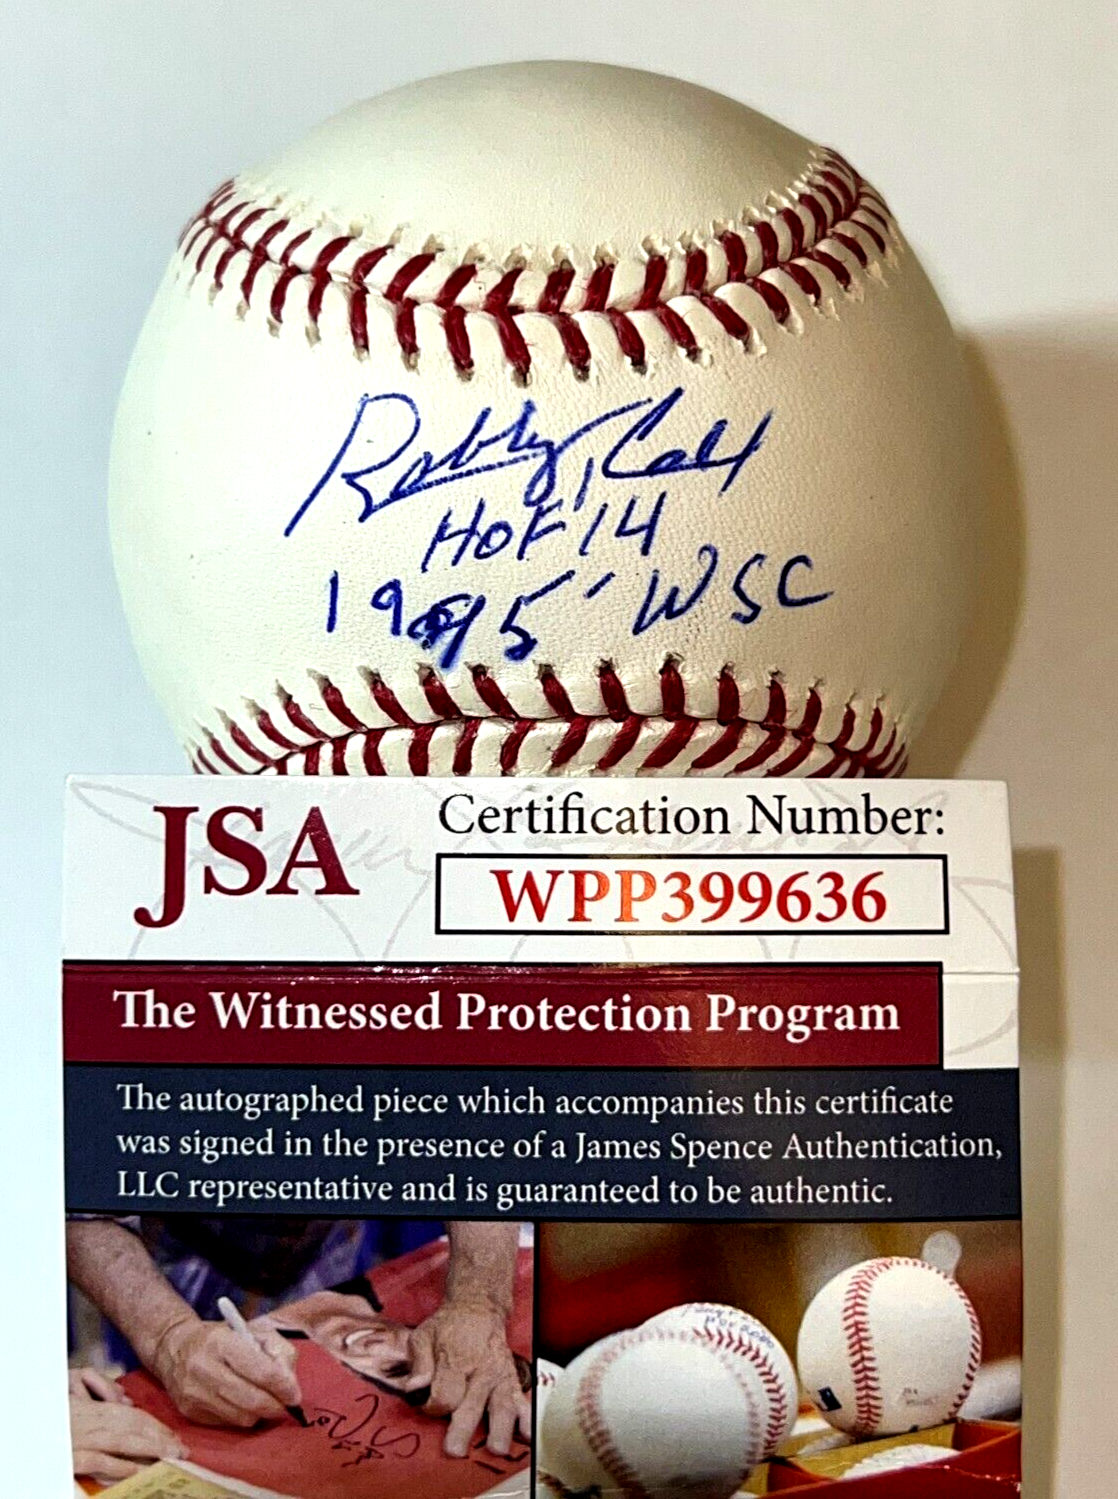 Bobby, Cox
HOF 14
1995' WSC
JSA
Certification Number:
WPP399636
The Witnessed Protection Program
The autographed piece which accompanies this certificate
was signed in the presence of a James Spence Authentication,
LLC representative and is guaranteed to be authentic.